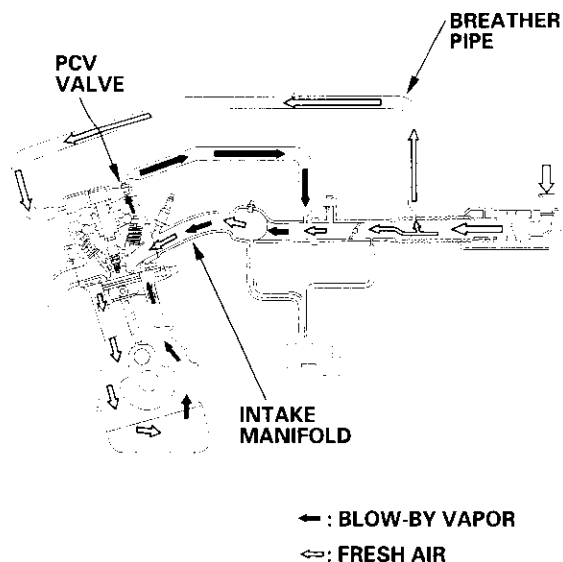 BREATHER
PIPE
PCV
VALVE
INTAKE
MANIFOLD
: BLOW-BY VAPOR
: FRESH AIR